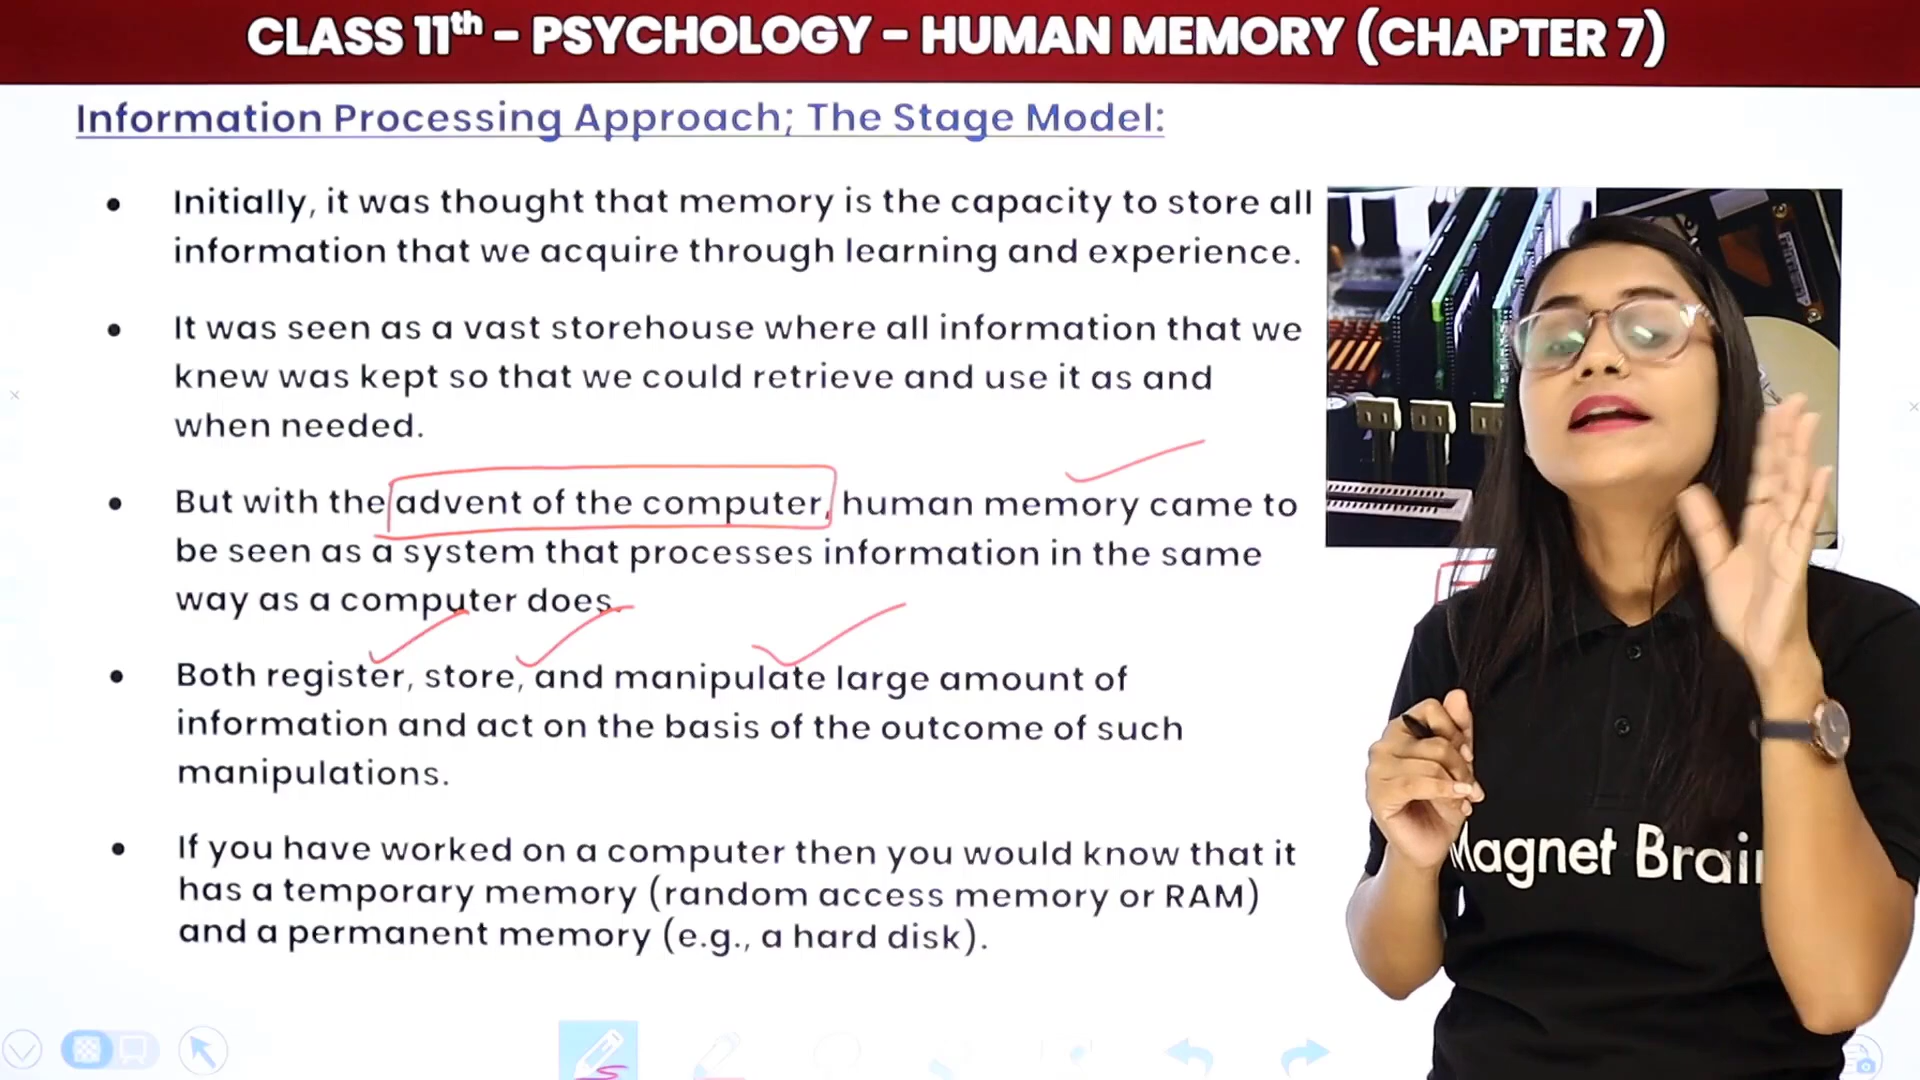 CLASS 11th - PSYCHOLOGY - HUMAN MEMORY (CHAPTER 7)
Information Processing Approach; The Stage Model:
• Initially, it was thought that memory is the capacity to store all
information that we acquire through learning and experience.
• It was seen as a vast storehouse where all information that we
knew was kept so that we could retrieve and use it as and
when needed.
• But with the advent of the computer, human memory came to
be seen as a system that processes information in the same
way as a computer does.
• Both register, store, and manipulate large amount of
information and act on the basis of the outcome of such
manipulations.
• If you have worked on a computer then you would know that it
has a temporary memory (random access memory or RAM)
and a permanent memory (e.g., a hard disk).
Magnet Brain